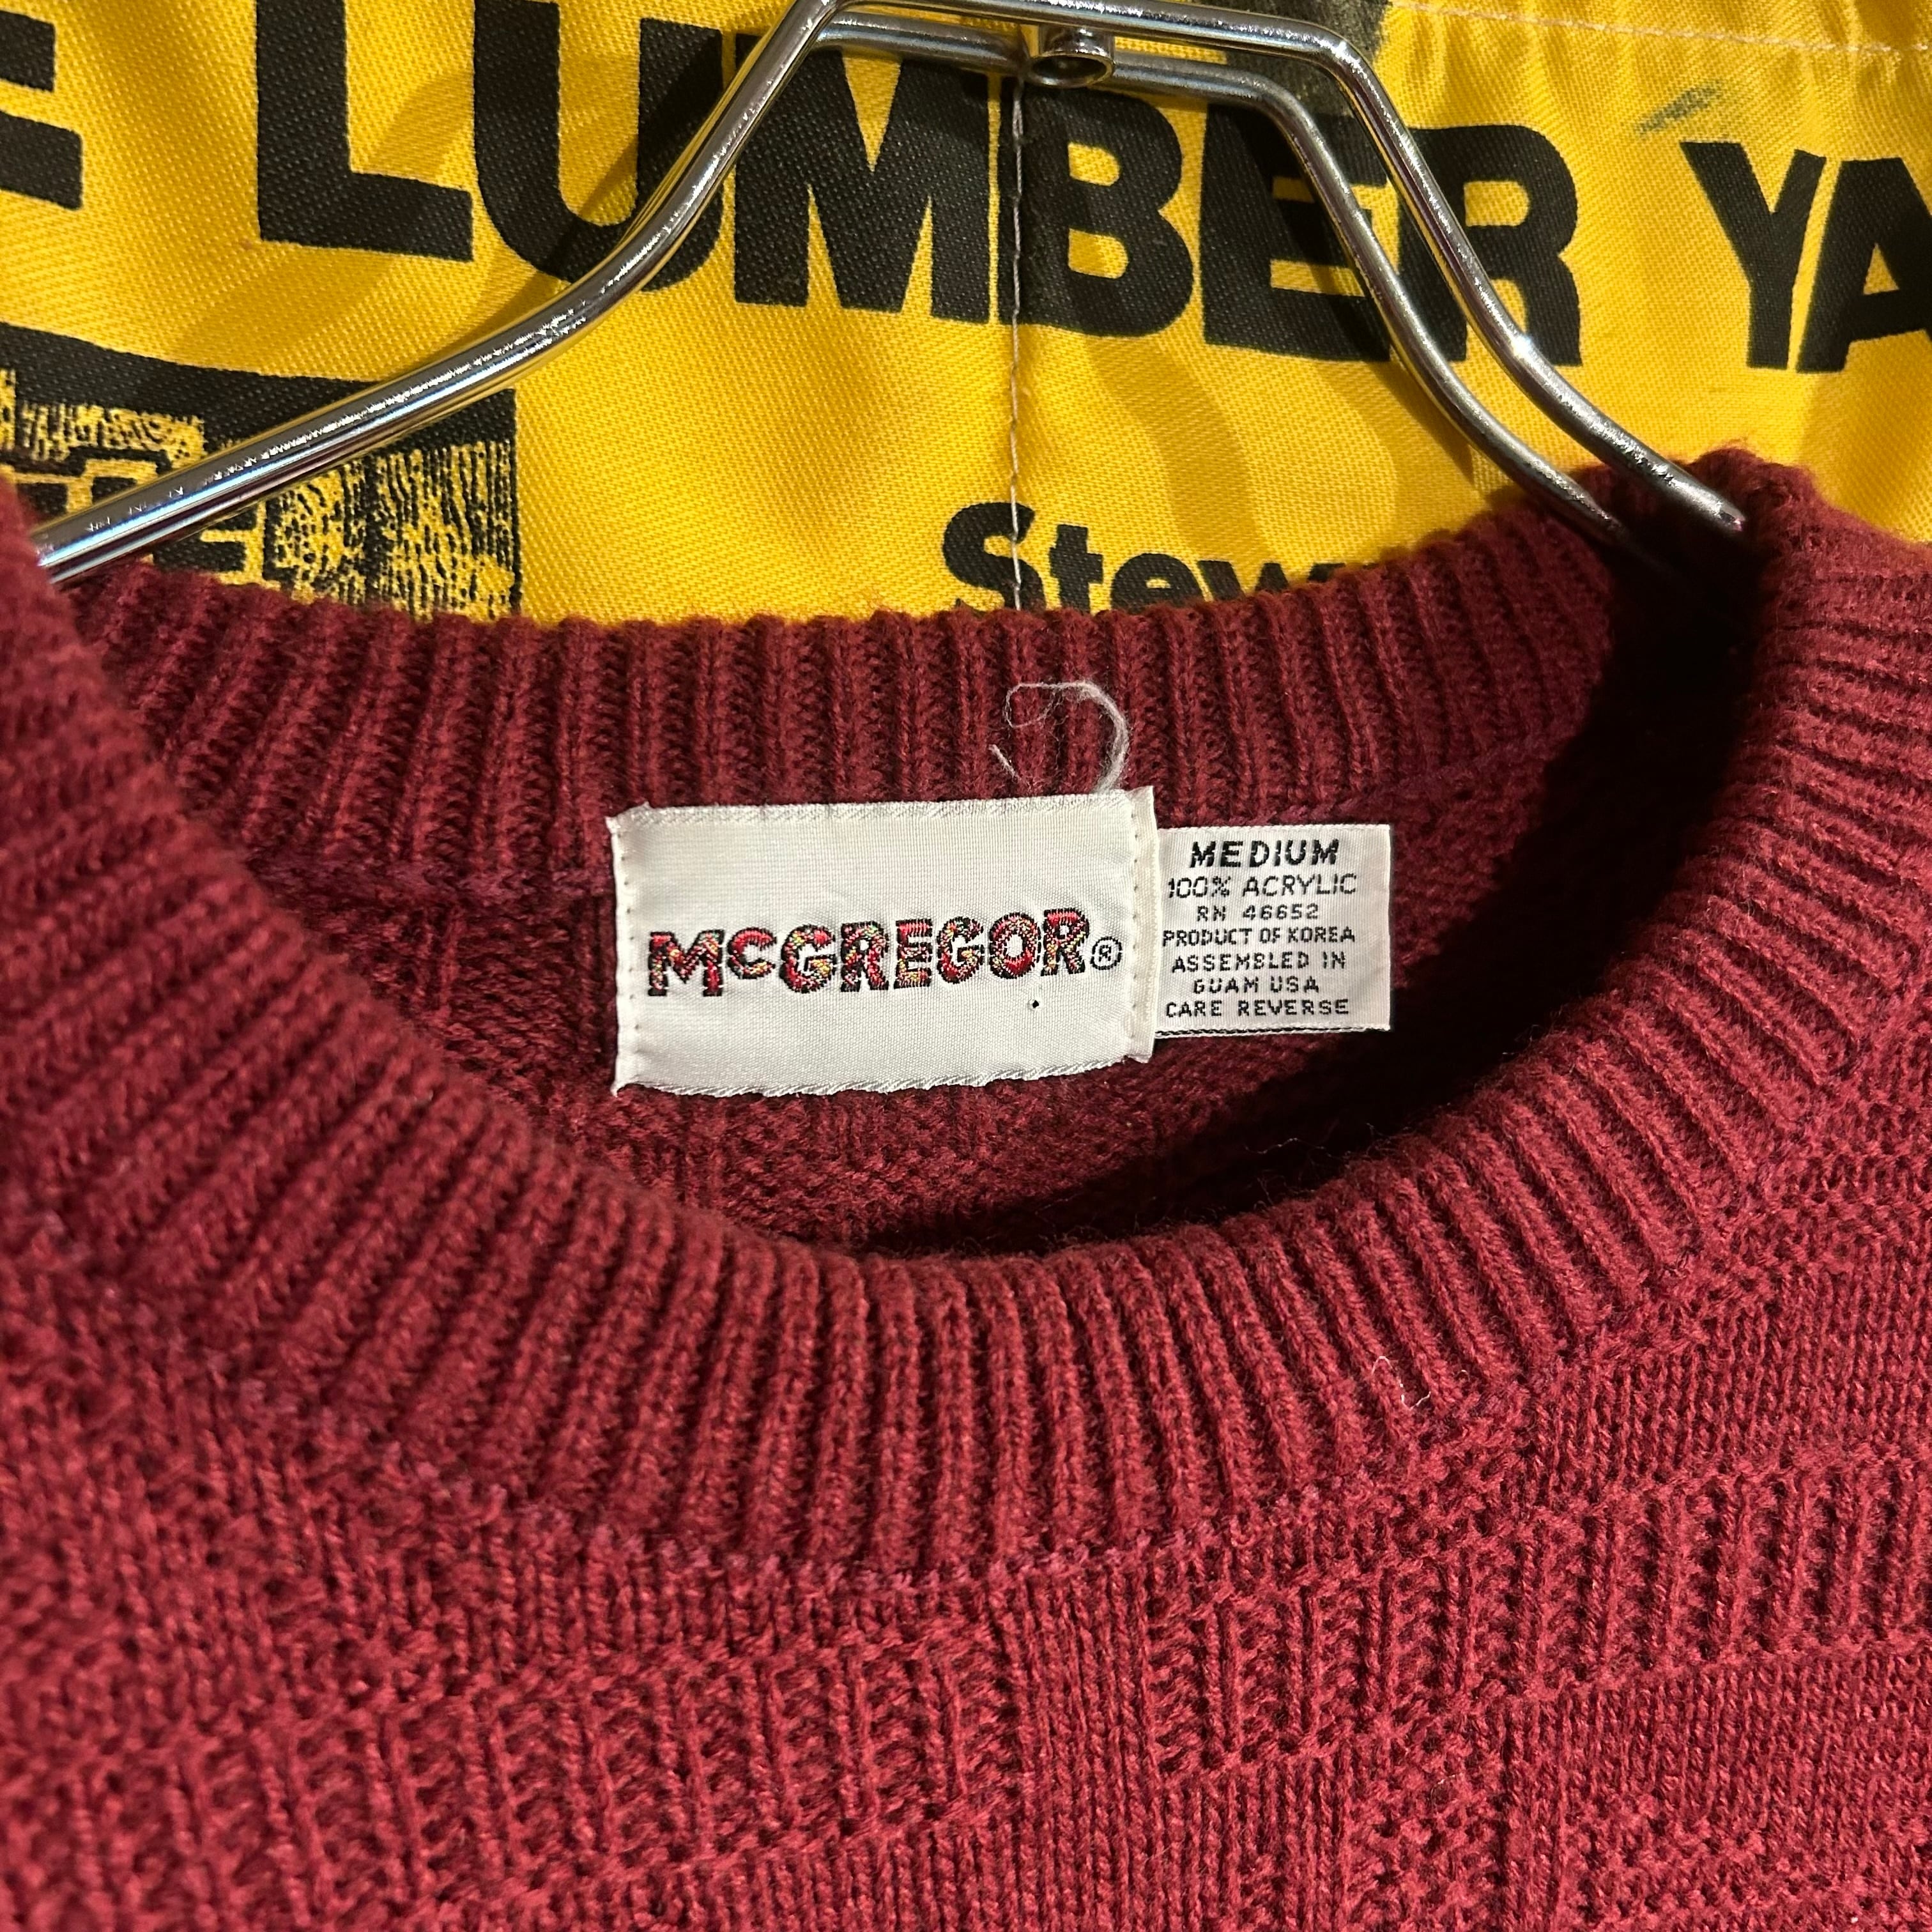 E LUMBER YA
Stew
McGREGOR®
MEDIUM
100% ACRYLIC
RN 46652
PRODUCT OF KOREA
ASSEMBLED IN
GUAM USA
CARE REVERSE